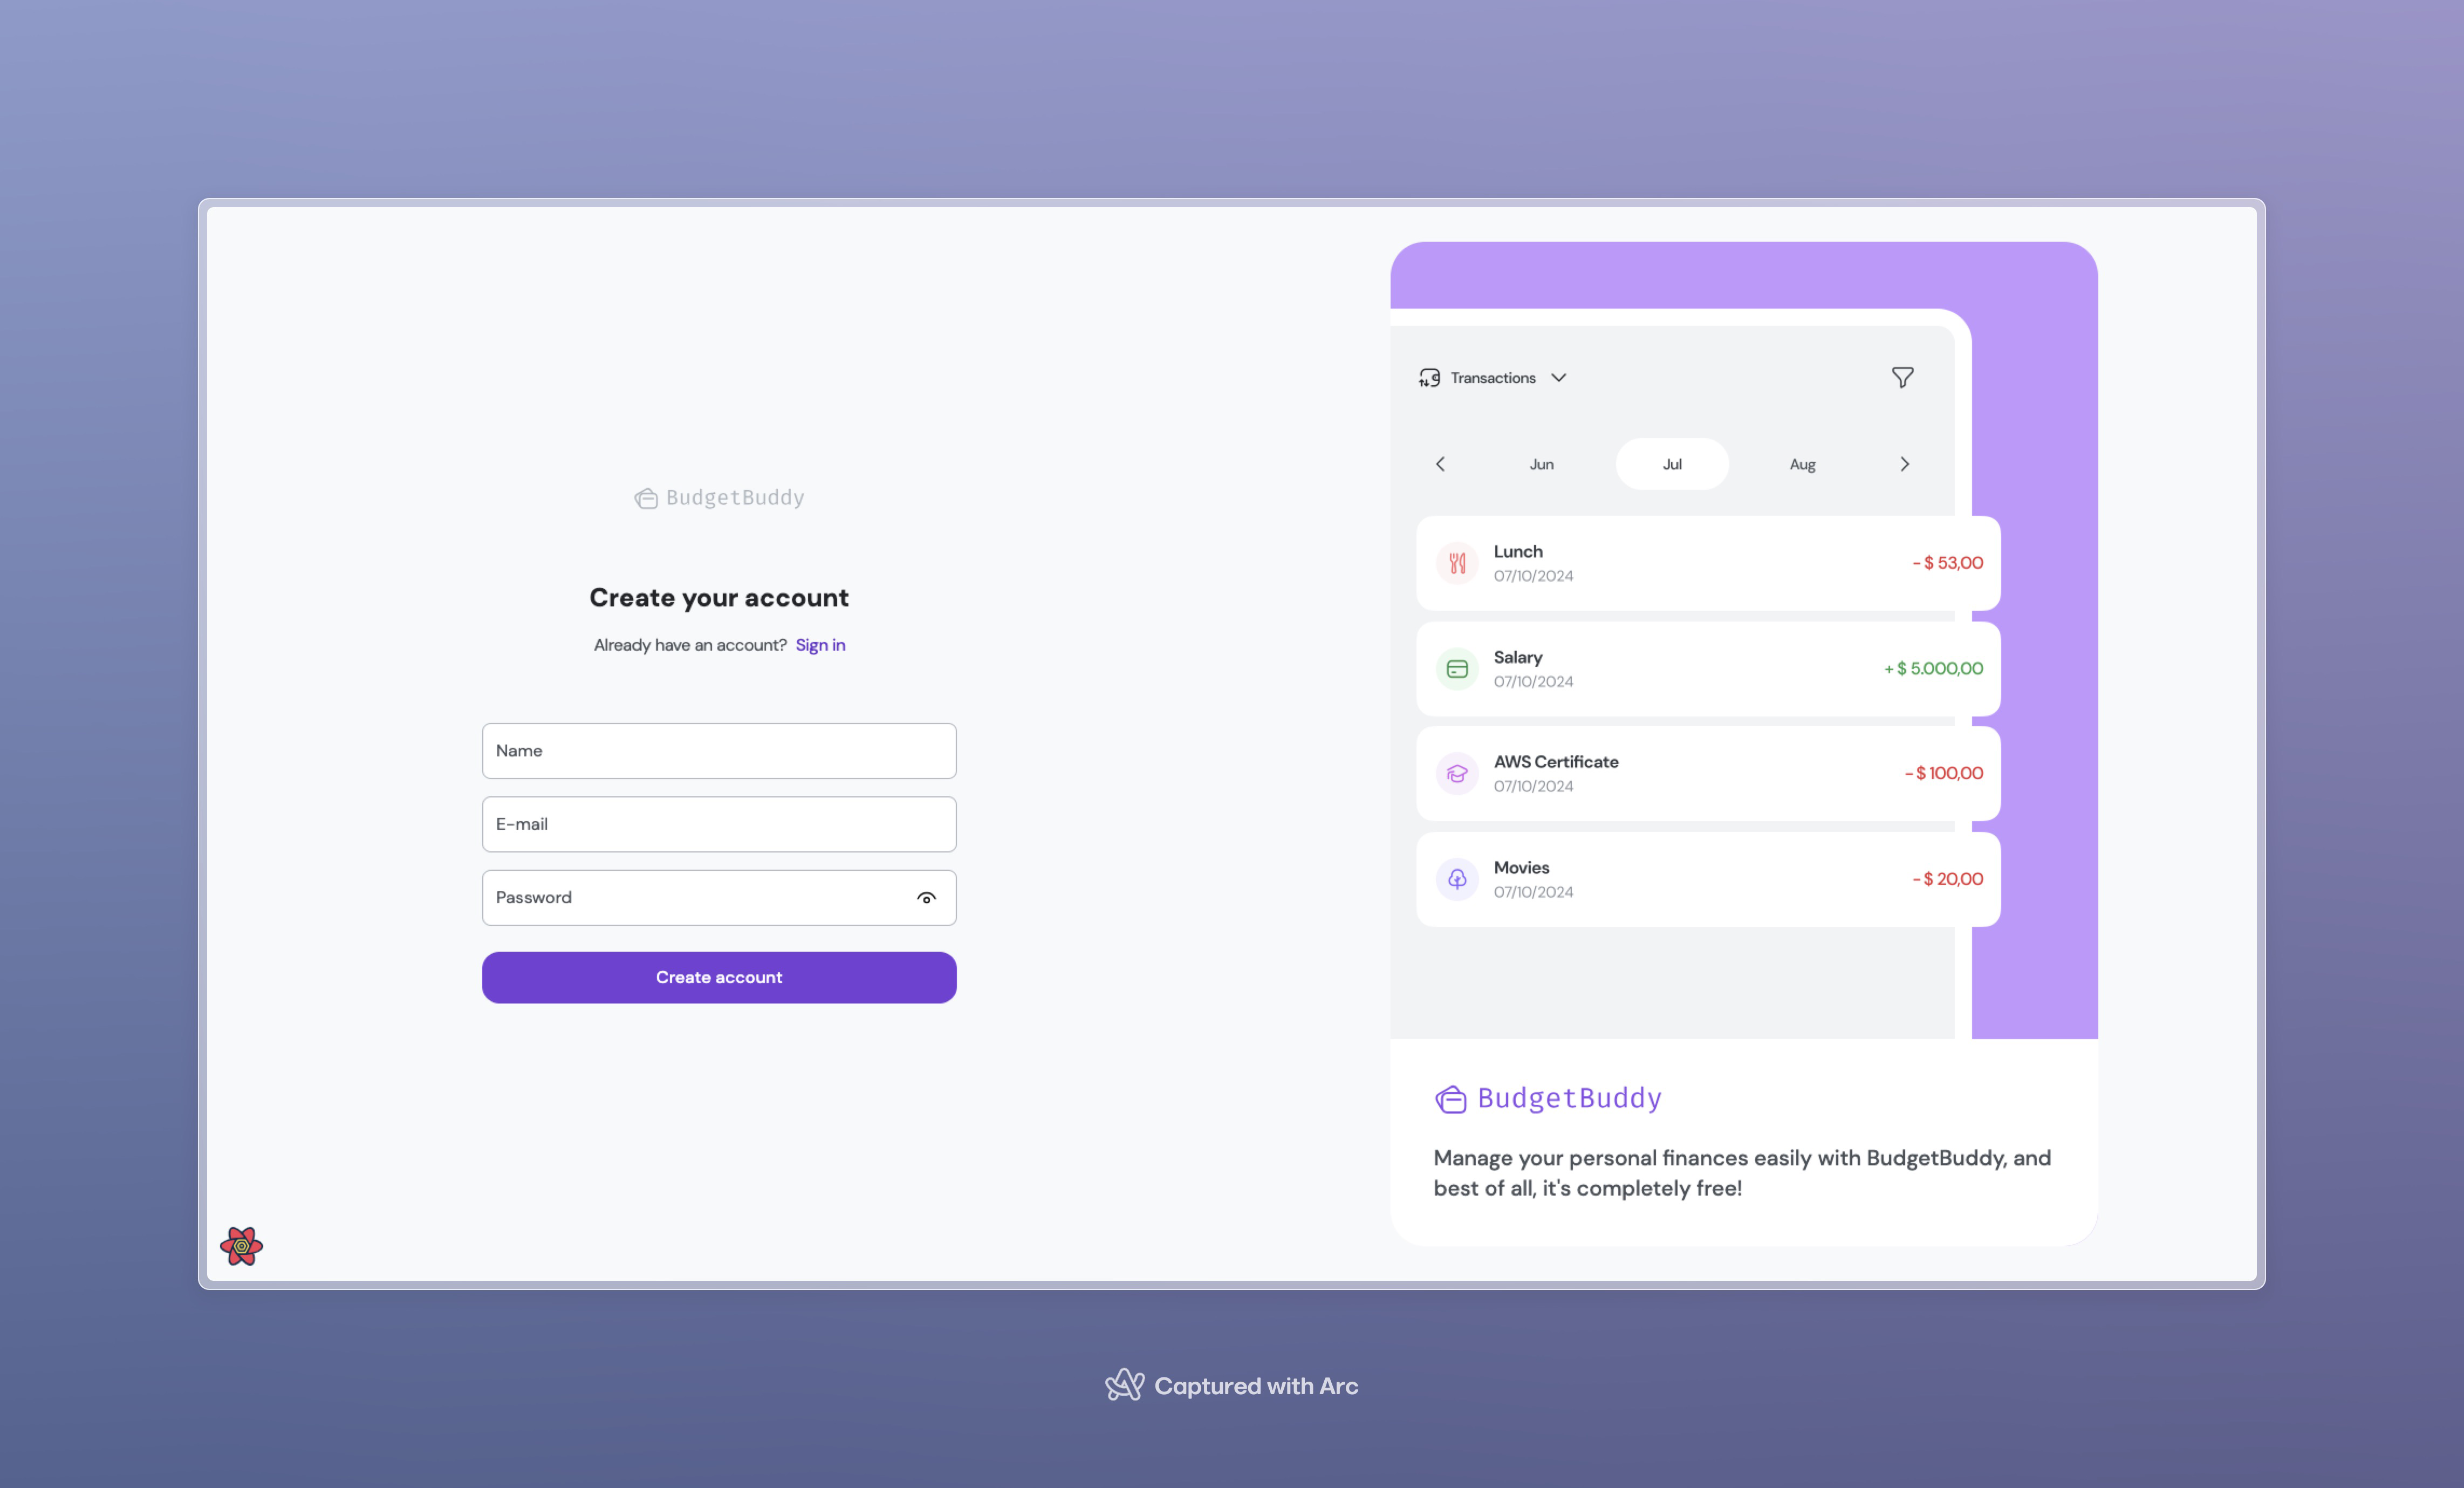 BudgetBuddy
Create your account
Already have an account? Sign in
Name
E-mail
Password
Create account
Transactions
Jun Jul Aug
Lunch
07/10/2024
- $ 53,00
Salary
07/10/2024
+ $ 5.000,00
AWS Certificate
07/10/2024
- $ 100,00
Movies
07/10/2024
- $ 20,00
BudgetBuddy
Manage your personal finances easily with BudgetBuddy, and
best of all, it's completely free!
Captured with Arc